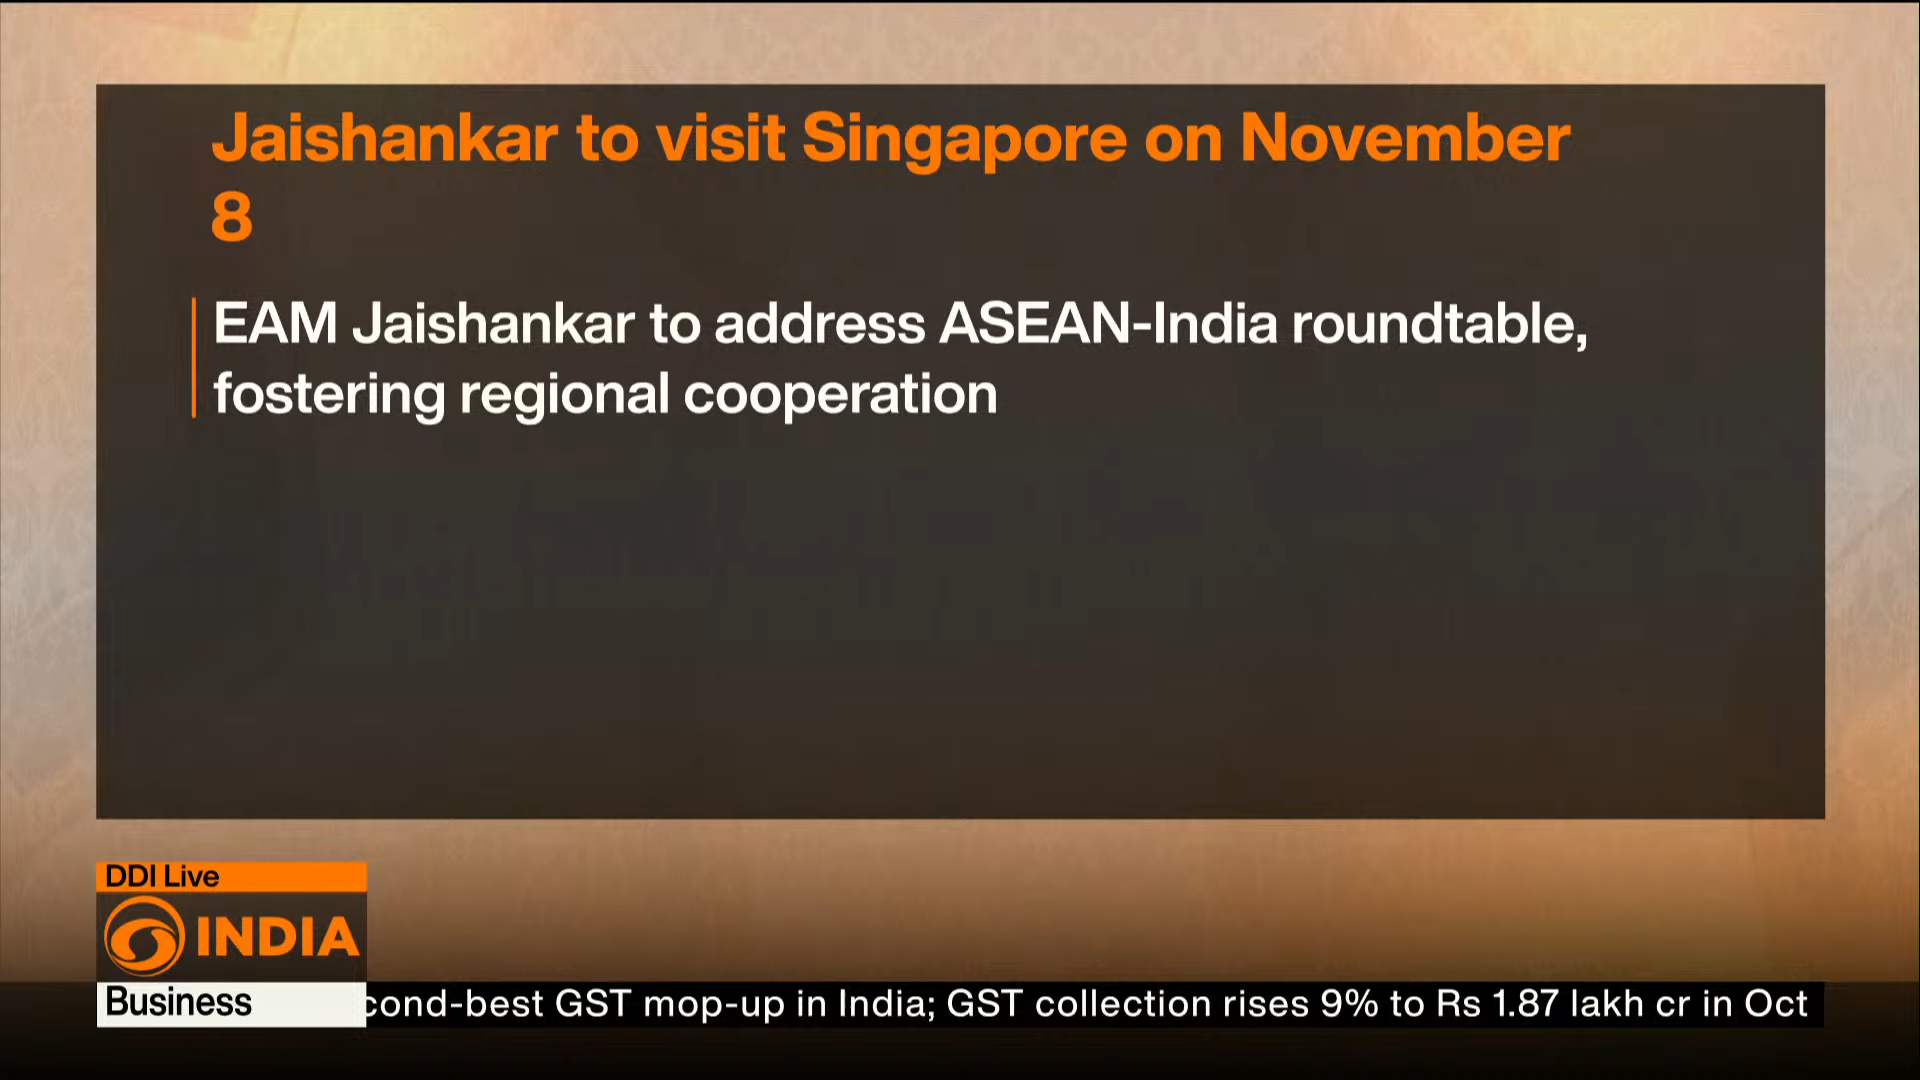 Jaishankar to visit Singapore on November
8
EAM Jaishankar to address ASEAN-India roundtable,
fostering regional cooperation
DDI Live
INDIA
Business
cond-best GST mop-up in India; GST collection rises 9% to Rs 1.87 lakh cr in Oct